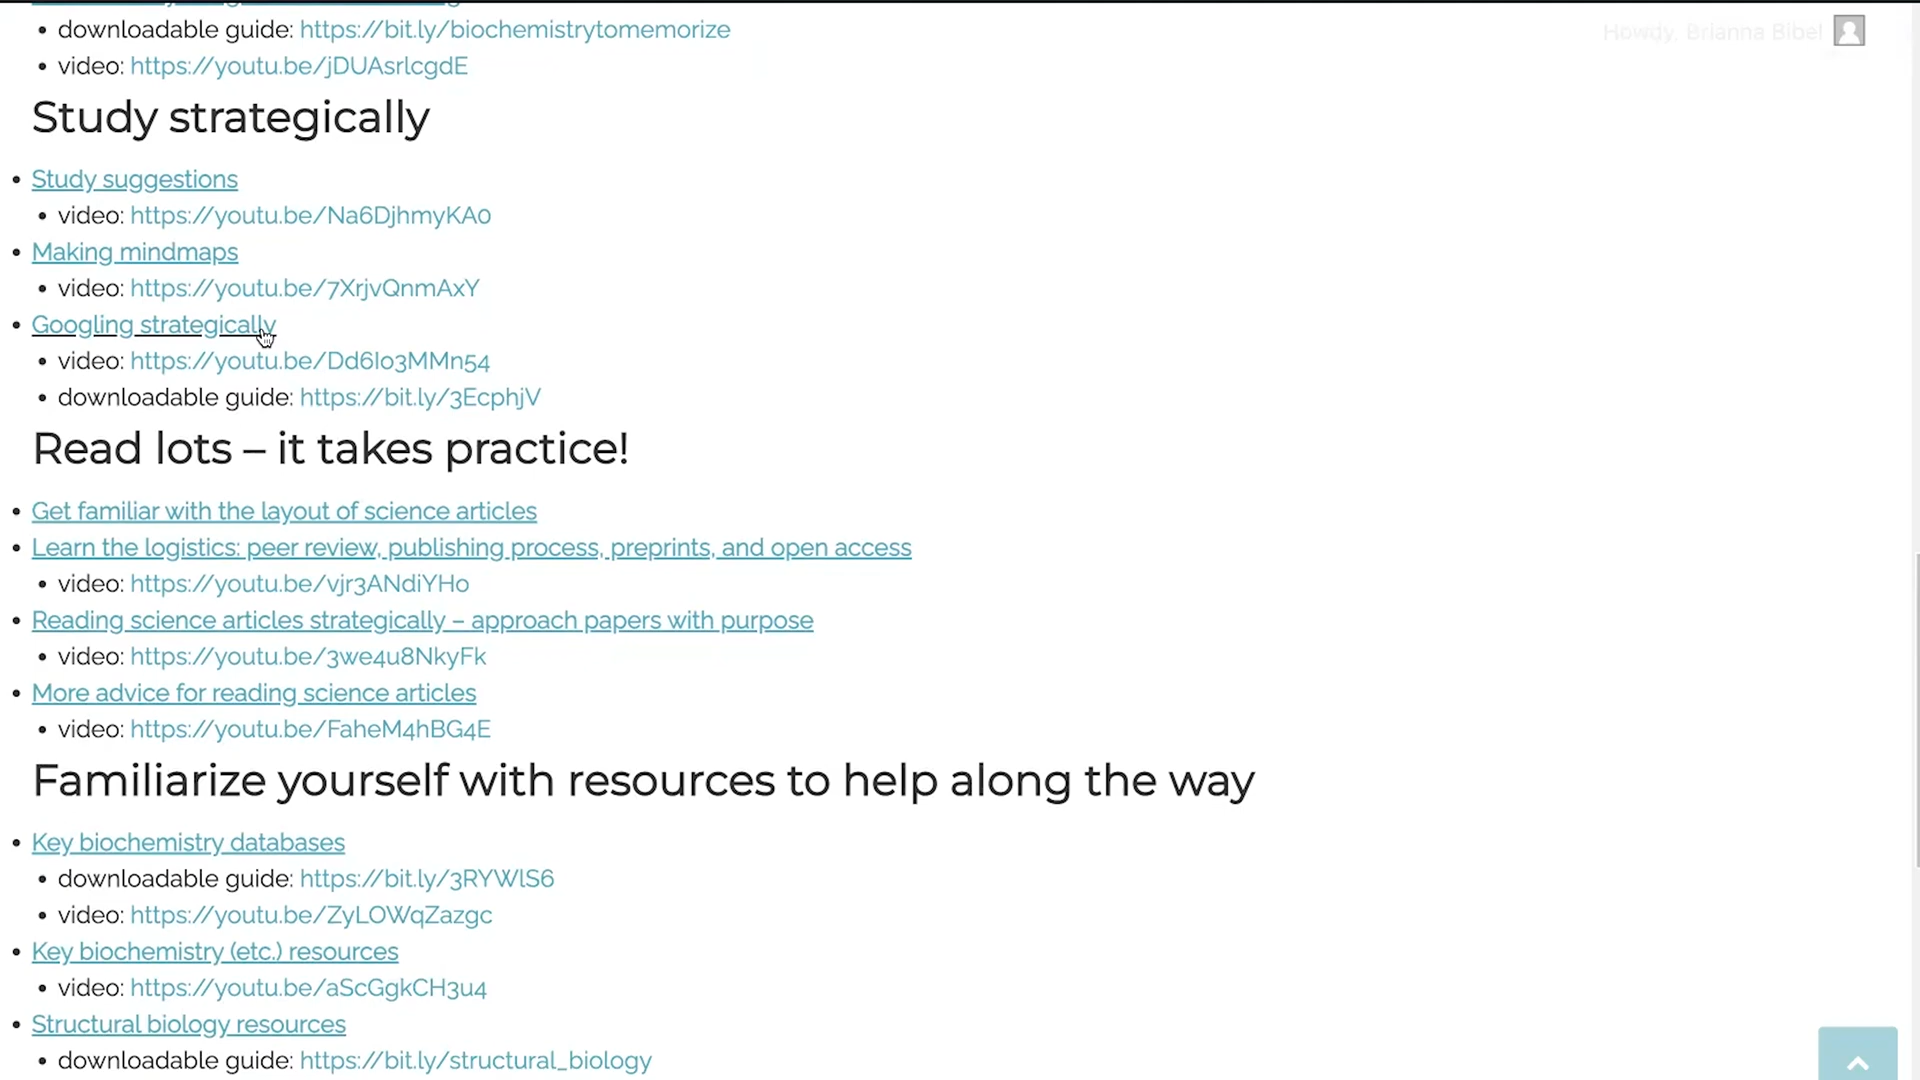 • downloadable guide: https://bit.ly/biochemistrytomemorize
Howdy, Brianna Bibel
• video: https://youtu.be/jDUAsrlcgdE
Study strategically
• Study suggestions
• video: https://youtu.be/Na6DjhmyKA0
• Making mindmaps
• video: https://youtu.be/7XrjvQnmAxY
• Googling strategically
• video: https://youtu.be/Dd6Io3MMn54
• downloadable guide: https://bit.ly/3EcphjV
Read lots – it takes practice!
• Get familiar with the layout of science articles
• Learn the logistics: peer review, publishing process, preprints, and open access
• video: https://youtu.be/vjr3ANdiYHo
• Reading science articles strategically – approach papers with purpose
• video: https://youtu.be/3we4u8NkyFk
• More advice for reading science articles
• video: https://youtu.be/FaheM4hBG4E
Familiarize yourself with resources to help along the way
• Key biochemistry databases
• downloadable guide: https://bit.ly/3RYWlS6
• video: https://youtu.be/ZyLOWqZazgc
• Key biochemistry (etc.) resources
• video: https://youtu.be/aScGgkCH3u4
• Structural biology resources
• downloadable guide: https://bit.ly/structural_biology